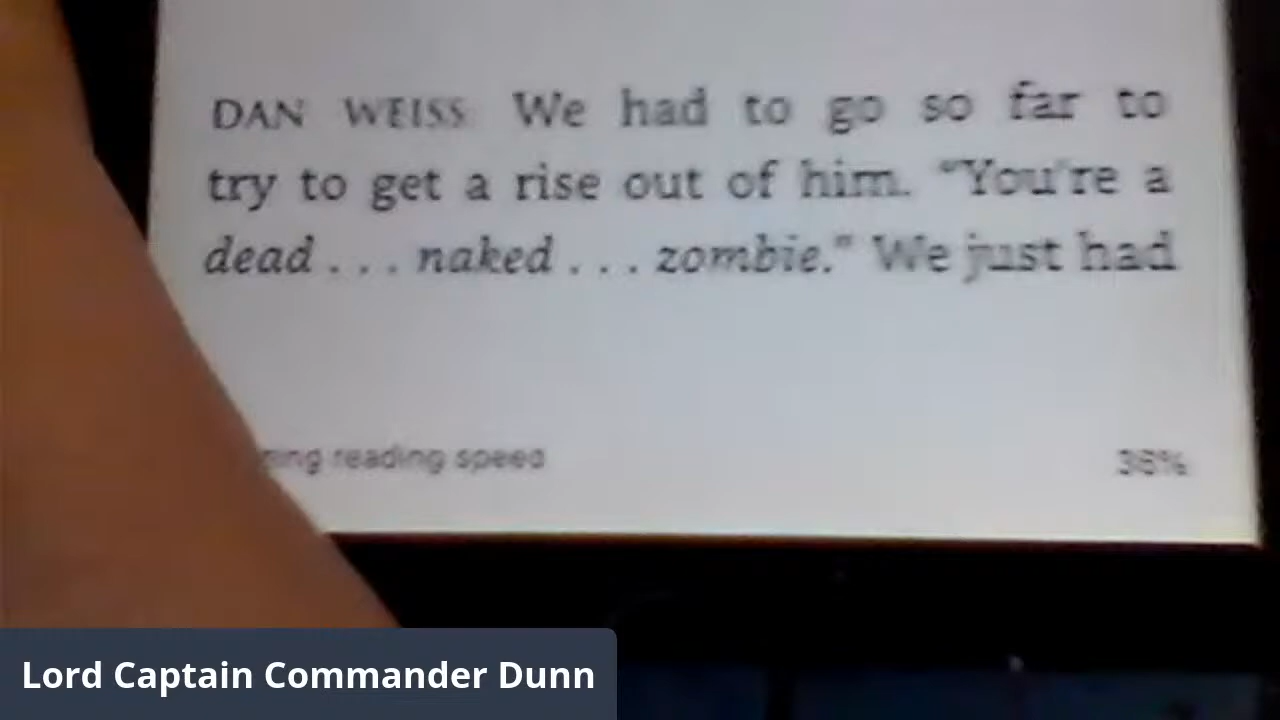 DAN WEISS: We had to go so far to
try to get a rise out of him. “You’re a
dead . . . naked . . . zombie.” We just had
reading speed
36%
Lord Captain Commander Dunn